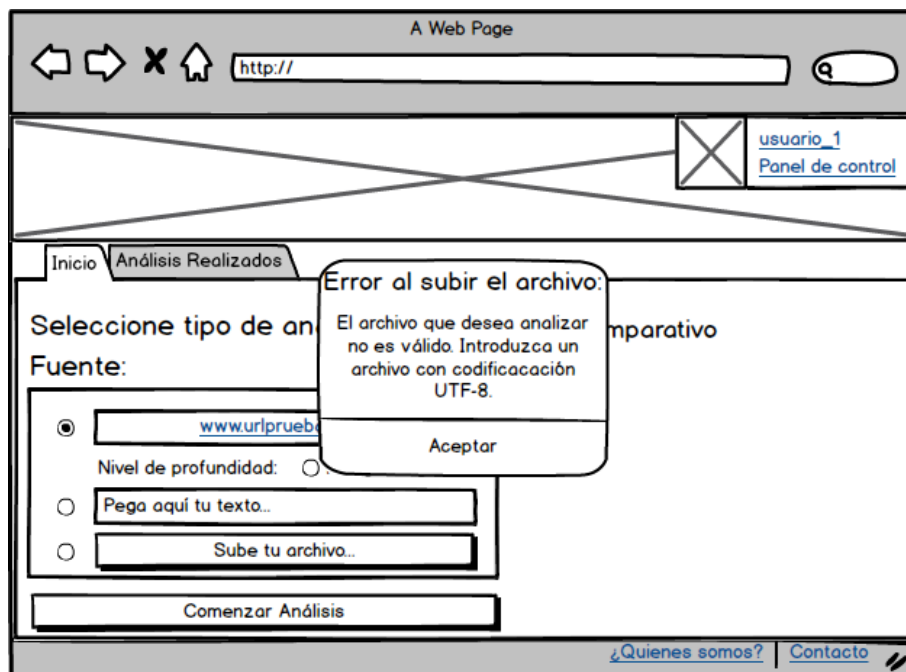 A Web Page
http://
usuario_1
Panel de control
Inicio
Análisis Realizados
Error al subir el archivo:
El archivo que desea analizar
no es válido. Introduzca un
archivo con codificacación
UTF-8.
Aceptar
Seleccione tipo de an
mparativo
Fuente:
www.urlprueb
Nivel de profundidad:
Pega aquí tu texto...
Sube tu archivo...
Comenzar Análisis
¿Quienes somos?
Contacto